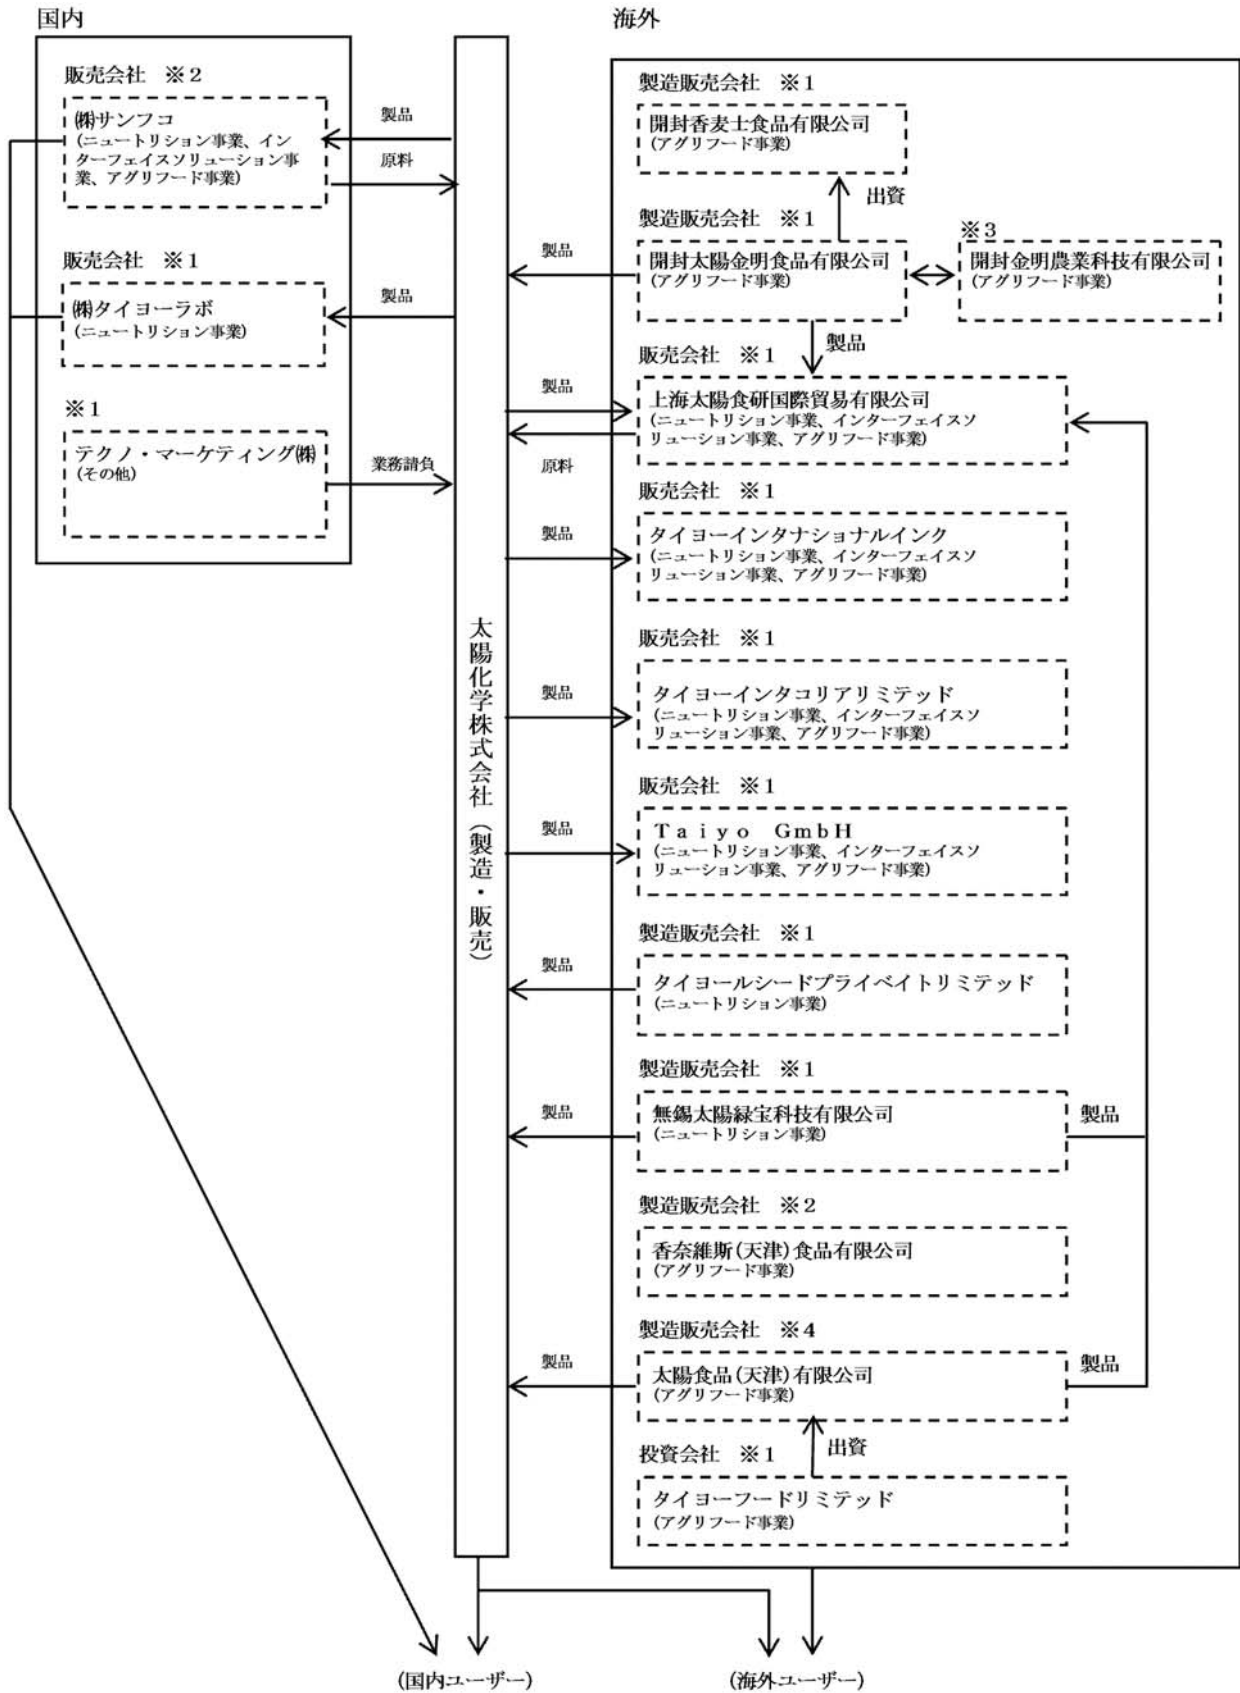 国内
販売会社 ※2
㈱サンフコ
(ニュートリション事業、イン
ターフェイスソリューション事
業、アグリフード事業)
製品
原料
販売会社 ※1
㈱タイヨーラボ
(ニュートリション事業)
製品
※1
テクノ・マーケティング㈱
(その他)
業務請負
太陽化学株式会社(製造・販売)
海外
製造販売会社 ※1
開封香麦士食品有限公司
(アグリフード事業)
出資
製造販売会社 ※1
開封太陽金明食品有限公司
(アグリフード事業)
製品
※3
開封金明農業科技有限公司
(アグリフード事業)
製品
販売会社 ※1
上海太陽食研国際貿易有限公司
(ニュートリション事業、インターフェイスソ
リューション事業、アグリフード事業)
製品
原料
販売会社 ※1
タイヨーインタナショナルインク
(ニュートリション事業、インターフェイスソ
リューション事業、アグリフード事業)
製品
販売会社 ※1
タイヨーインタコリアリミテッド
(ニュートリション事業、インターフェイスソ
リューション事業、アグリフード事業)
製品
販売会社 ※1
Taiyo GmbH
(ニュートリション事業、インターフェイスソ
リューション事業、アグリフード事業)
製品
製造販売会社 ※1
タイヨールシードプライベイトリミテッド
(ニュートリション事業)
製品
製造販売会社 ※1
無錫太陽緑宝科技有限公司
(ニュートリション事業)
製品
製品
製造販売会社 ※2
香奈維斯(天津)食品有限公司
(アグリフード事業)
製造販売会社 ※4
太陽食品(天津)有限公司
(アグリフード事業)
製品
製品
出資
投資会社 ※1
タイヨーフードリミテッド
(アグリフード事業)
(国内ユーザー)
(海外ユーザー)